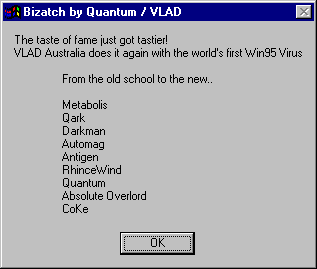 Bizatch by Quantum / VLAD
The taste of fame just got tastier!
VLAD Australia does it again with the world's first Win95 Virus
From the old school to the new..
Metabolis
Qark
Darkman
Automag
Antigen
RhinceWind
Quantum
Absolute Overlord
CoKe
OK